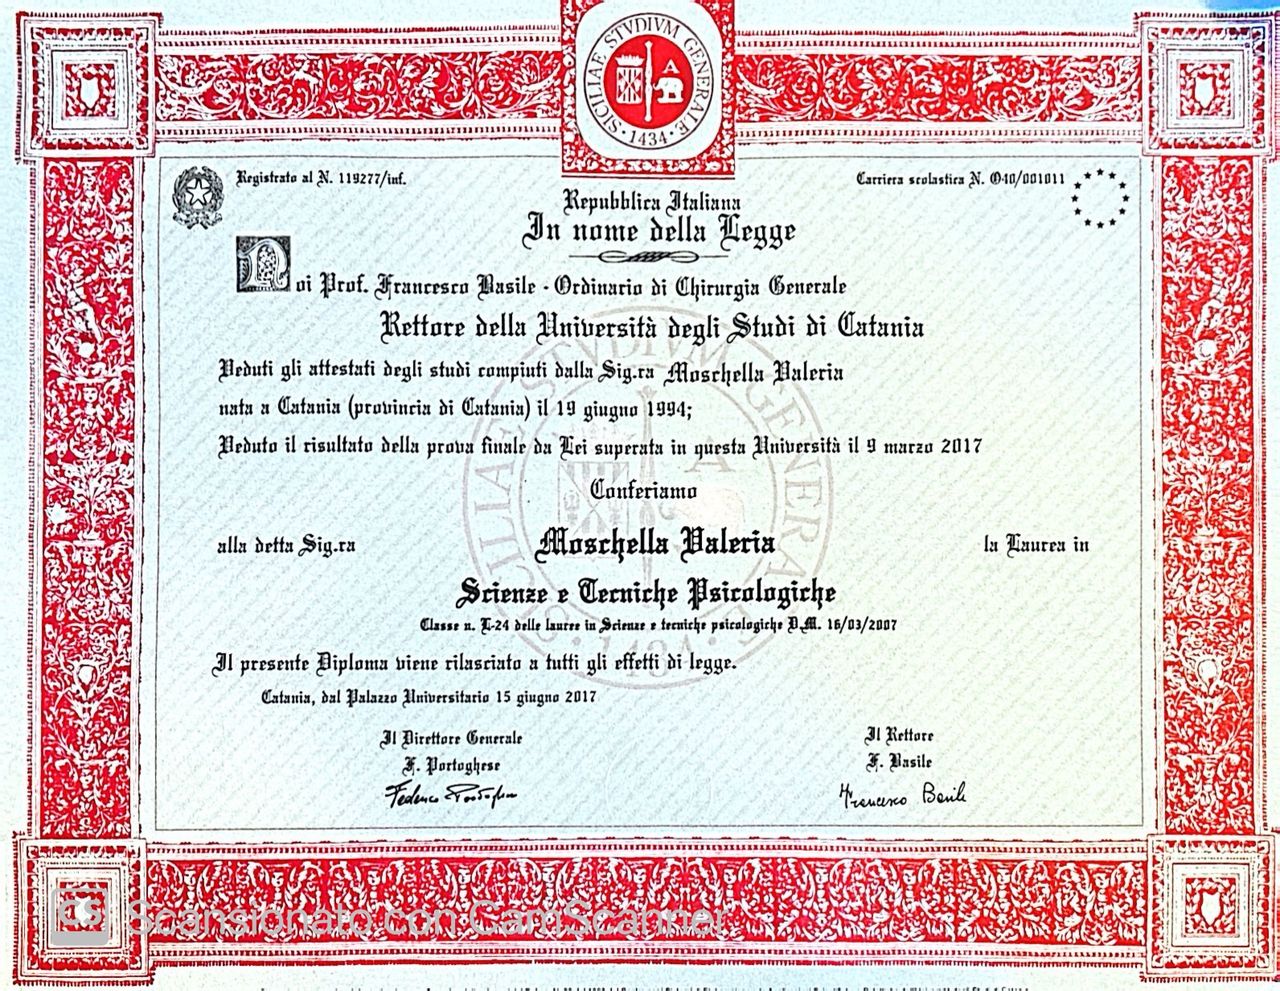 SICILIAE STVDIVM GENERALE
1434
Registrato al N. 119277/inf.
Carriera scolastica N. O40/001011
Repubblica Italiana
In nome della Legge
Noi Prof. Francesco Basile - Ordinario di Chirurgia Generale
Rettore della Università degli Studi di Catania
Veduti gli attestati degli studi compiuti dalla Sig.ra Moschella Valeria
nata a Catania (provincia di Catania) il 19 giugno 1994;
Veduto il risultato della prova finale da Lei superata in questa Università il 9 marzo 2017
Conferiamo
alla detta Sig.ra Moschella Valeria la Laurea in
Scienze e Tecniche Psicologiche
Classe n. L-24 delle lauree in Scienze e tecniche psicologiche D.M. 16/03/2007
Il presente Diploma viene rilasciato a tutti gli effetti di legge.
Catania, dal Palazzo Universitario 15 giugno 2017
Il Direttore Generale
F. Portoghese
Federico Portoghese
Il Rettore
F. Basile
Francesco Basile
CS Scansionato con CamScanner